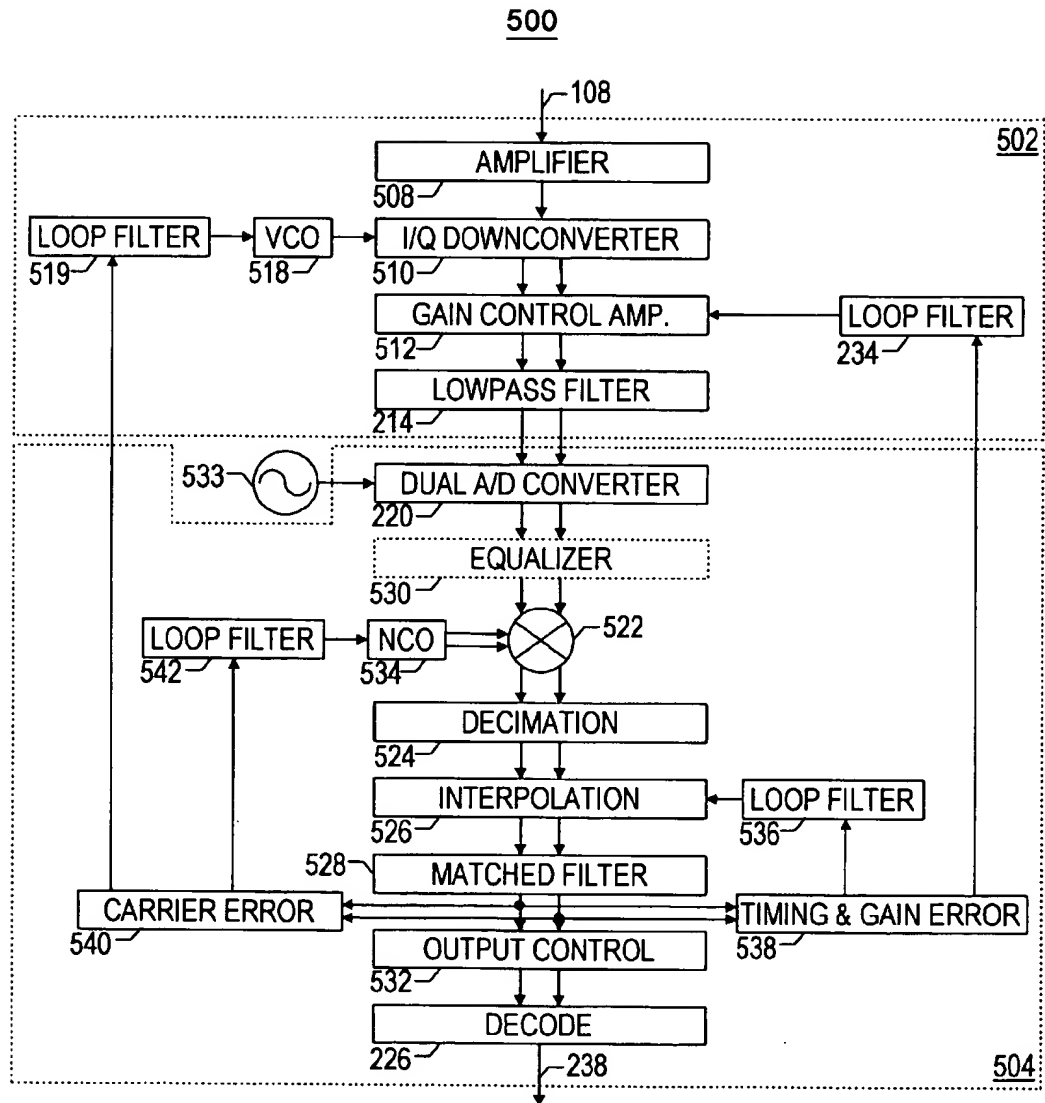 500
108
502
AMPLIFIER
508
LOOP FILTER
VCO
I/Q DOWNCONVERTER
519
518
510
GAIN CONTROL AMP.
LOOP FILTER
512
234
LOWPASS FILTER
214
533
DUAL A/D CONVERTER
220
EQUALIZER
530
LOOP FILTER
NCO
522
542
534
DECIMATION
524
INTERPOLATION
LOOP FILTER
526
536
528
MATCHED FILTER
CARRIER ERROR
TIMING & GAIN ERROR
540
538
OUTPUT CONTROL
532
DECODE
226
238
504